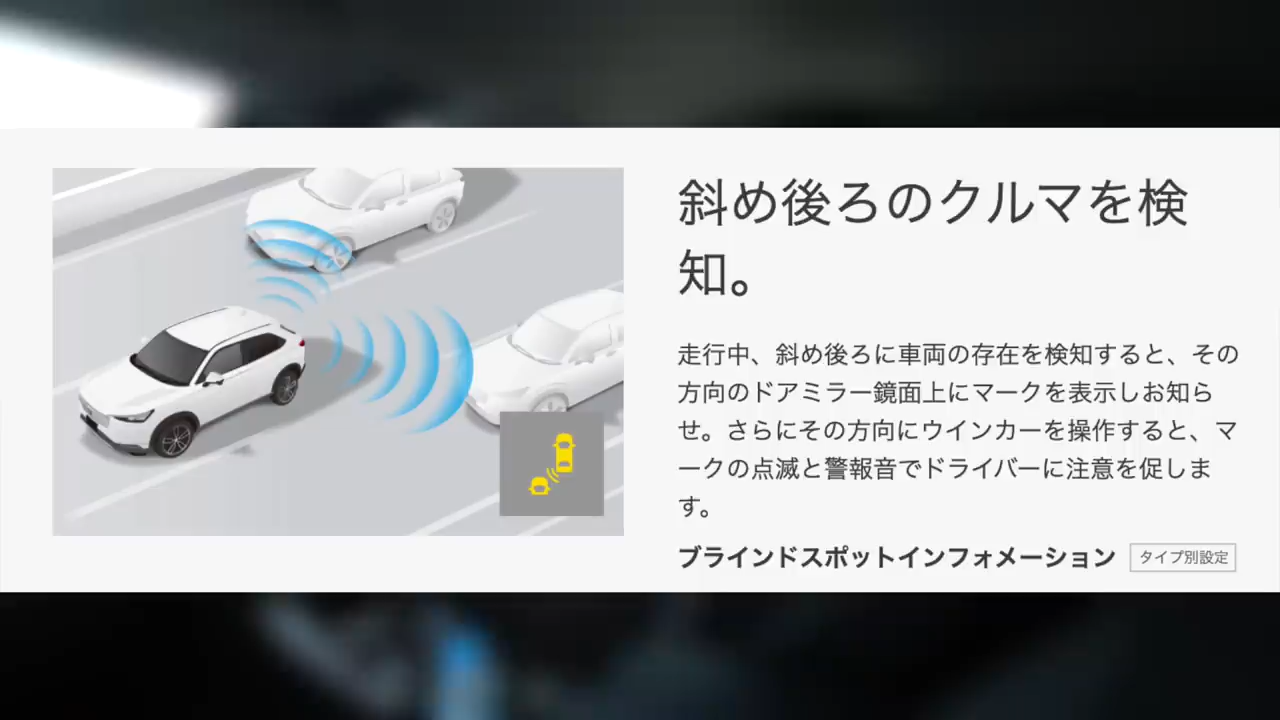 斜め後ろのクルマを検
知。
走行中、斜め後ろに車両の存在を検知すると、その
方向のドアミラー鏡面上にマークを表示しお知ら
せ。さらにその方向にウインカーを操作すると、マ
ークの点滅と警報音でドライバーに注意を促しま
す。
ブラインドスポットインフォメーション タイプ別設定